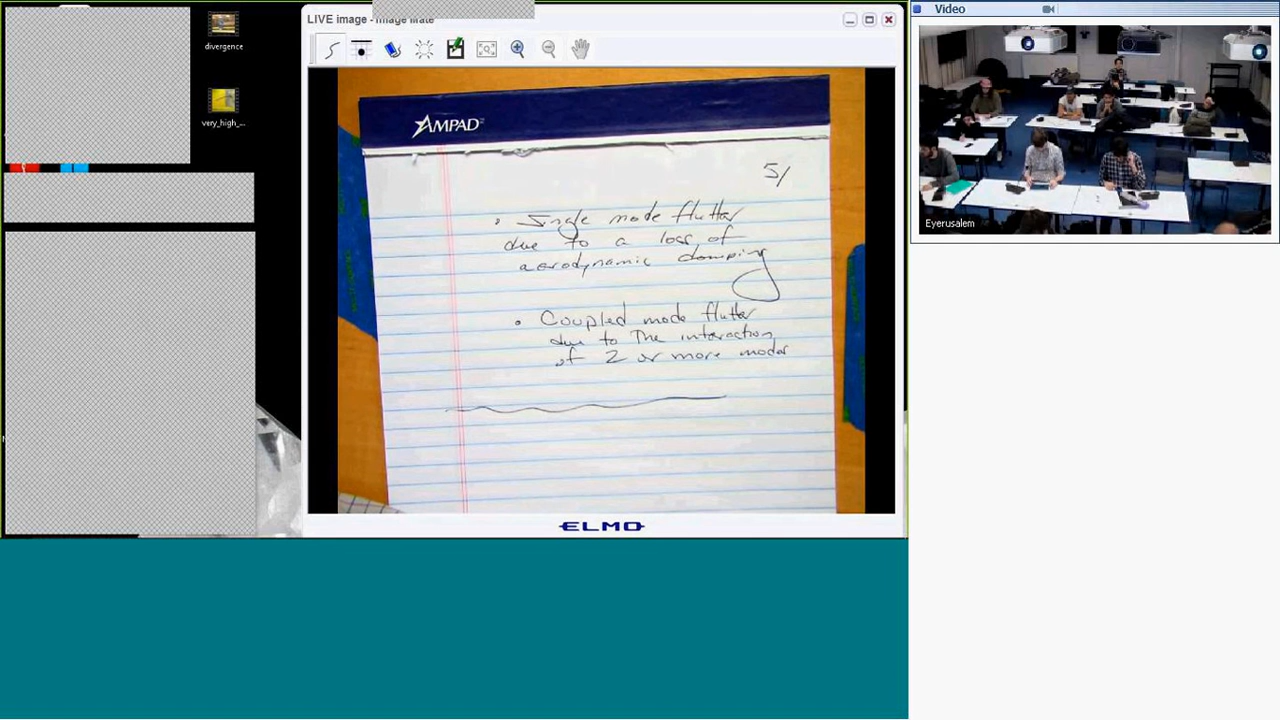 LIVE image - Image Mate
divergence
very_high_...
AMPAD
5/
• Single mode flutter
due to a loss of
aerodynamic damping
• Coupled mode flutter
due to The interaction
of 2 or more modes
ELMO
Video
Eyerusalem